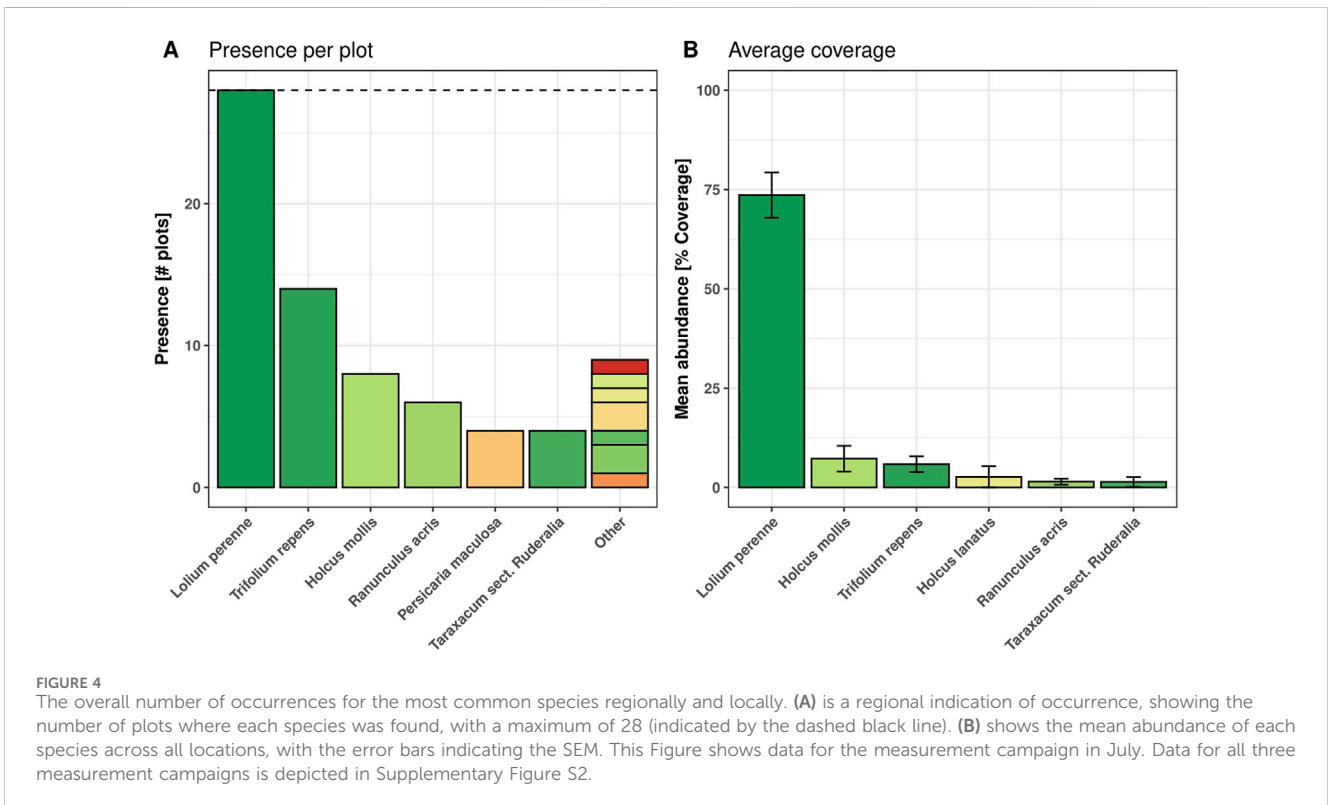 A Presence per plot
Presence [# plots]
20
10
0
Lolium perenne
Trifolium repens
Holcus mollis
Ranunculus acris
Persicaria maculosa
Taraxacum sect. Ruderalia
Other
B Average coverage
Mean abundance [% Coverage]
100
75
50
25
0
Lolium perenne
Holcus mollis
Trifolium repens
Holcus lanatus
Ranunculus acris
Taraxacum sect. Ruderalia
FIGURE 4
The overall number of occurrences for the most common species regionally and locally. (A) is a regional indication of occurrence, showing the
number of plots where each species was found, with a maximum of 28 (indicated by the dashed black line). (B) shows the mean abundance of each
species across all locations, with the error bars indicating the SEM. This Figure shows data for the measurement campaign in July. Data for all three
measurement campaigns is depicted in Supplementary Figure S2.